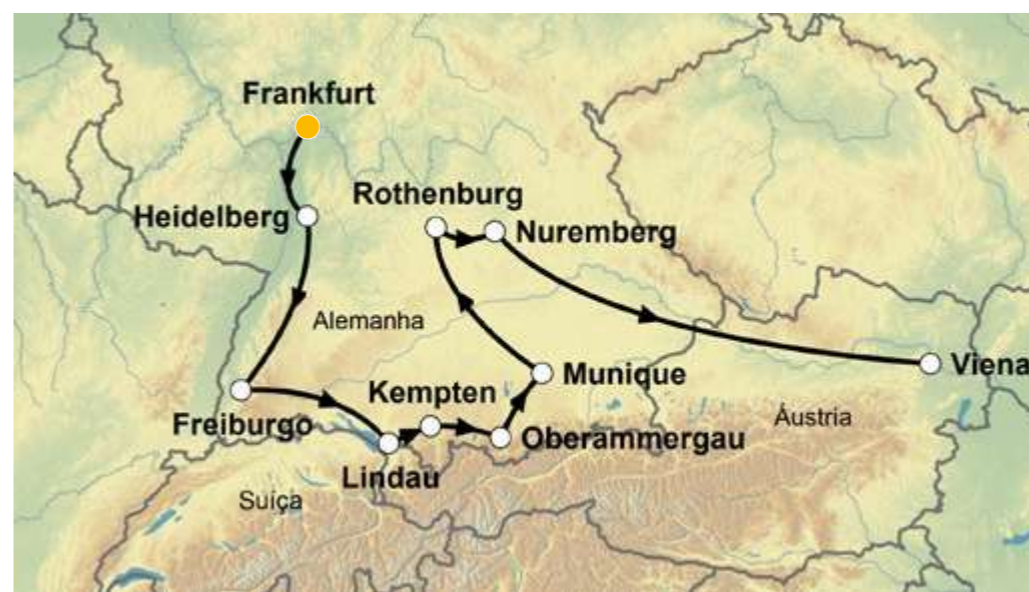 Frankfurt
Rothenburg
Heidelberg
Nuremberg
Alemanha
Viena
Munique
Kempten
Áustria
Freiburgo
Oberammergau
Lindau
Suíça